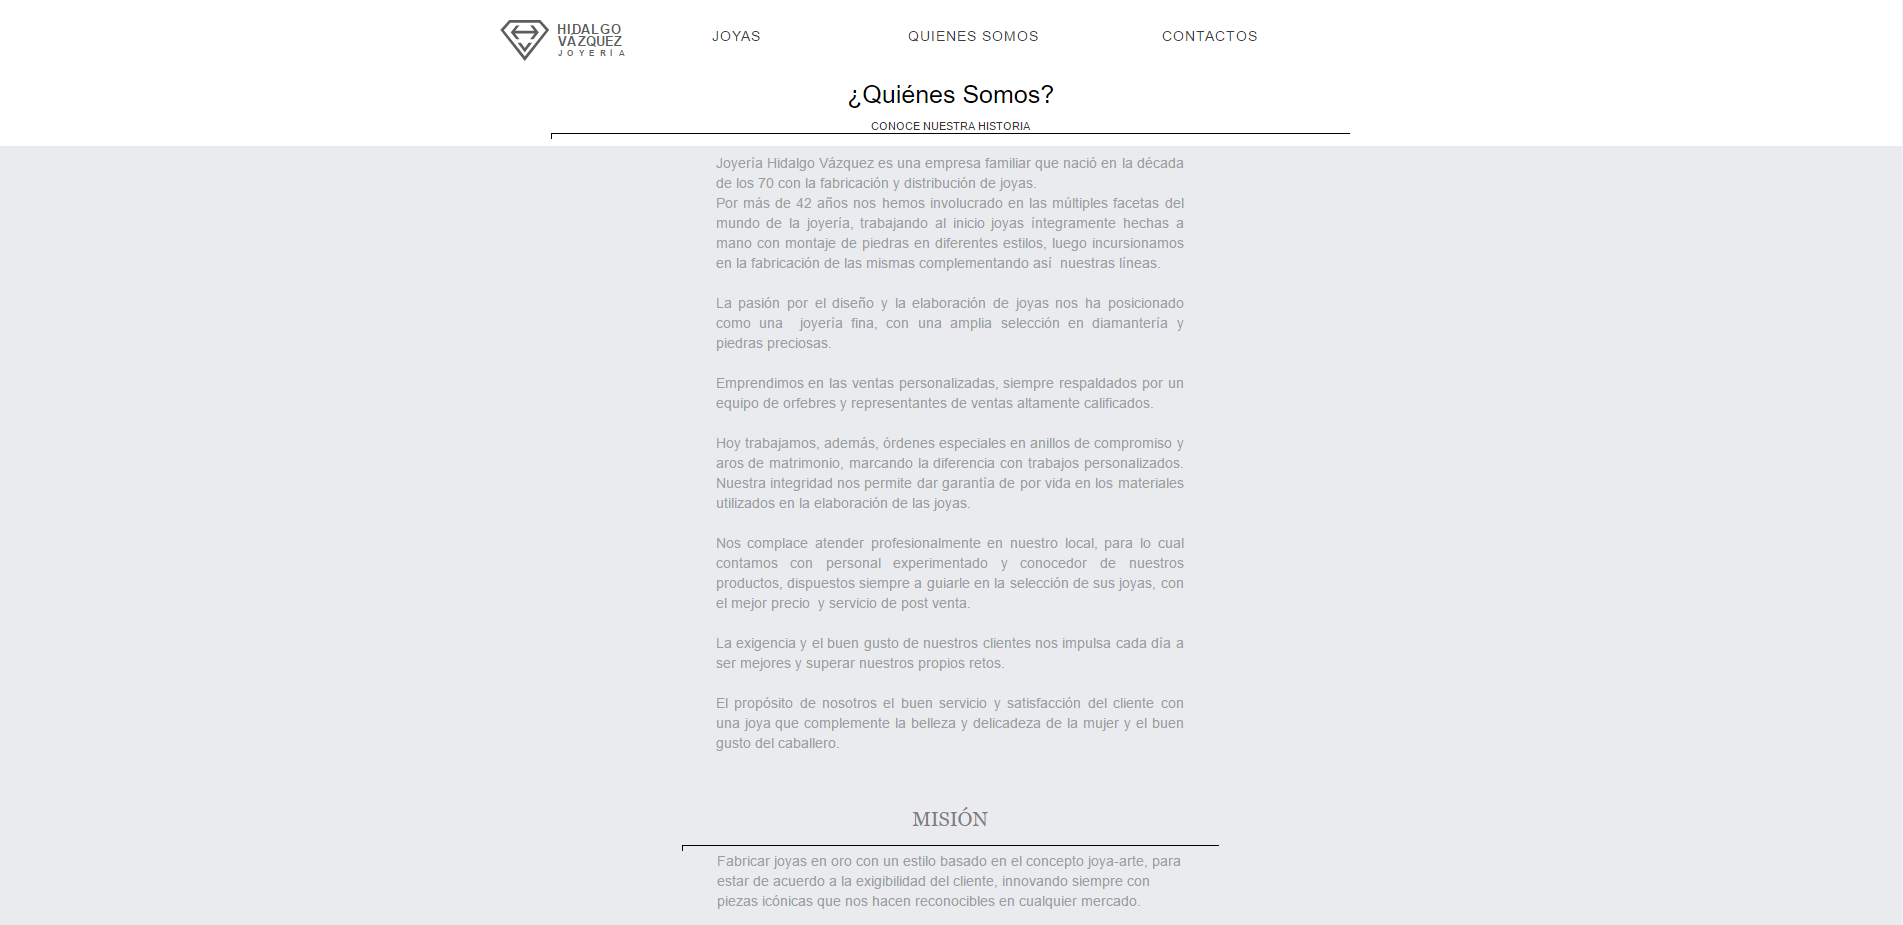 HIDALGO
VÁZQUEZ
JOYERÍA
JOYAS
QUIENES SOMOS
CONTACTOS
¿Quiénes Somos?
CONOCE NUESTRA HISTORIA
Joyería Hidalgo Vázquez es una empresa familiar que nació en la década
de los 70 con la fabricación y distribución de joyas.
Por más de 42 años nos hemos involucrado en las múltiples facetas del
mundo de la joyería, trabajando al inicio joyas íntegramente hechas a
mano con montaje de piedras en diferentes estilos, luego incursionamos
en la fabricación de las mismas complementando así  nuestras líneas.
La pasión por el diseño y la elaboración de joyas nos ha posicionado
como una  joyería fina, con una amplia selección en diamantería y
piedras preciosas.
Emprendimos en las ventas personalizadas, siempre respaldados por un
equipo de orfebres y representantes de ventas altamente calificados.
Hoy trabajamos, además, órdenes especiales en anillos de compromiso y
aros de matrimonio, marcando la diferencia con trabajos personalizados.
Nuestra integridad nos permite dar garantía de por vida en los materiales
utilizados en la elaboración de las joyas.
Nos complace atender profesionalmente en nuestro local, para lo cual
contamos con personal experimentado y conocedor de nuestros
productos, dispuestos siempre a guiarle en la selección de sus joyas, con
el mejor precio  y servicio de post venta.
La exigencia y el buen gusto de nuestros clientes nos impulsa cada día a
ser mejores y superar nuestros propios retos.
El propósito de nosotros el buen servicio y satisfacción del cliente con
una joya que complemente la belleza y delicadeza de la mujer y el buen
gusto del caballero.
MISIÓN
Fabricar joyas en oro con un estilo basado en el concepto joya-arte, para
estar de acuerdo a la exigibilidad del cliente, innovando siempre con
piezas icónicas que nos hacen reconocibles en cualquier mercado.